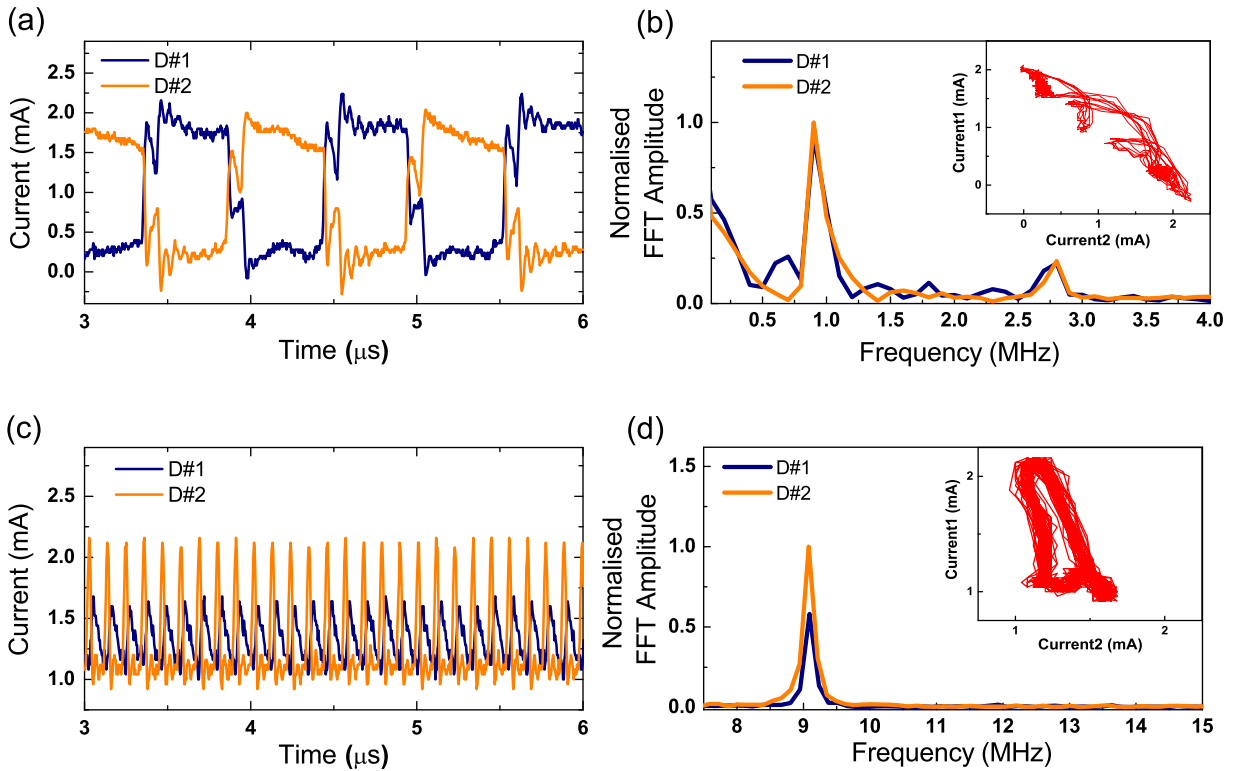 (a)
D#1
D#2
2.5
2.0
1.5
1.0
0.5
0.0
Current (mA)
3
4
5
6
Time (μs)
(b)
D#1
D#2
1.0
0.5
0.0
Normalised
FFT Amplitude
0.5
1.0
1.5
2.0
2.5
3.0
3.5
4.0
Frequency (MHz)
2
1
0
Current1 (mA)
0
1
2
Current2 (mA)
(c)
D#1
D#2
2.5
2.0
1.5
1.0
Current (mA)
3
4
5
6
Time (μs)
(d)
D#1
D#2
1.5
1.0
0.5
0.0
Normalised
FFT Amplitude
8
9
10
11
12
13
14
15
Frequency (MHz)
2
1
Current1 (mA)
1
2
Current2 (mA)